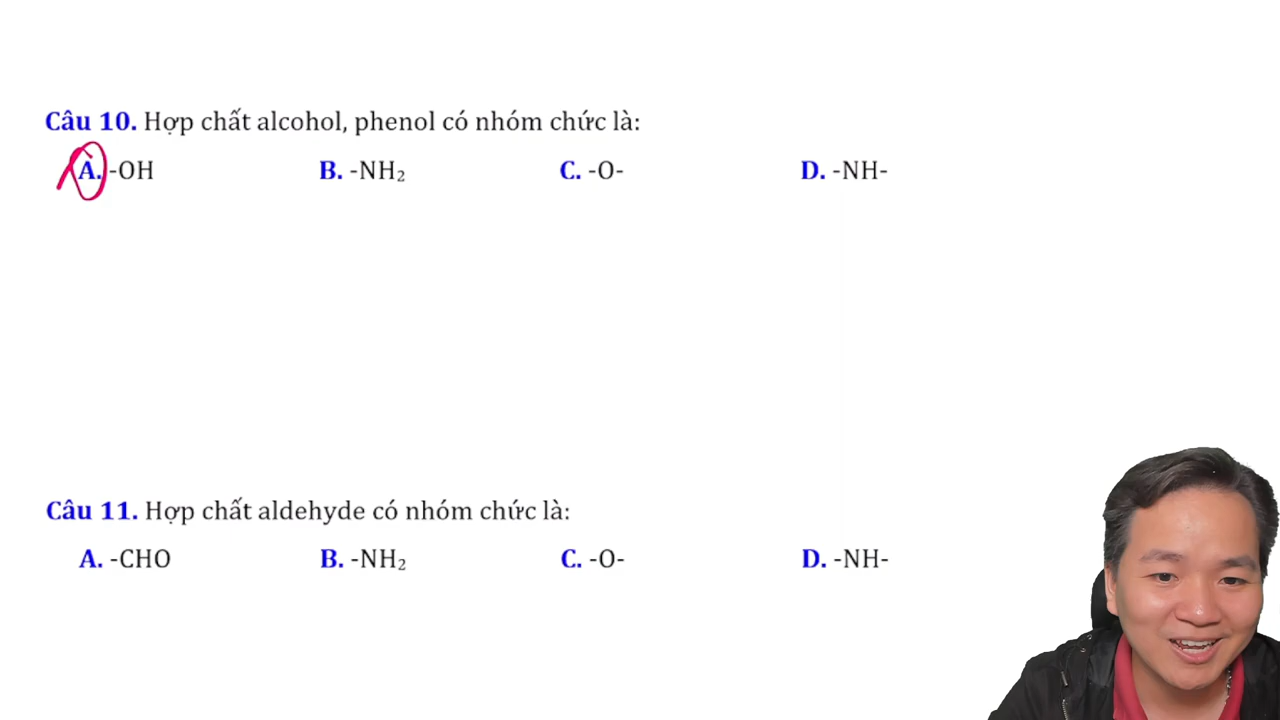 Câu 10. Hợp chất alcohol, phenol có nhóm chức là:
A. -OH B. -NH₂ C. -O- D. -NH-
Câu 11. Hợp chất aldehyde có nhóm chức là:
A. -CHO B. -NH₂ C. -O- D. -NH-